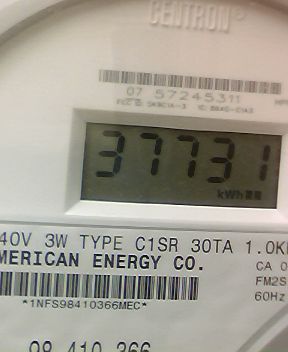 CENTRON®
07 57245311
37731
kWh
40V 3W TYPE C1SR 30TA 1.0K
MERICAN ENERGY CO.
CA 0
FM2S
60Hz
*1NFS98410366MEC*
98 410 366